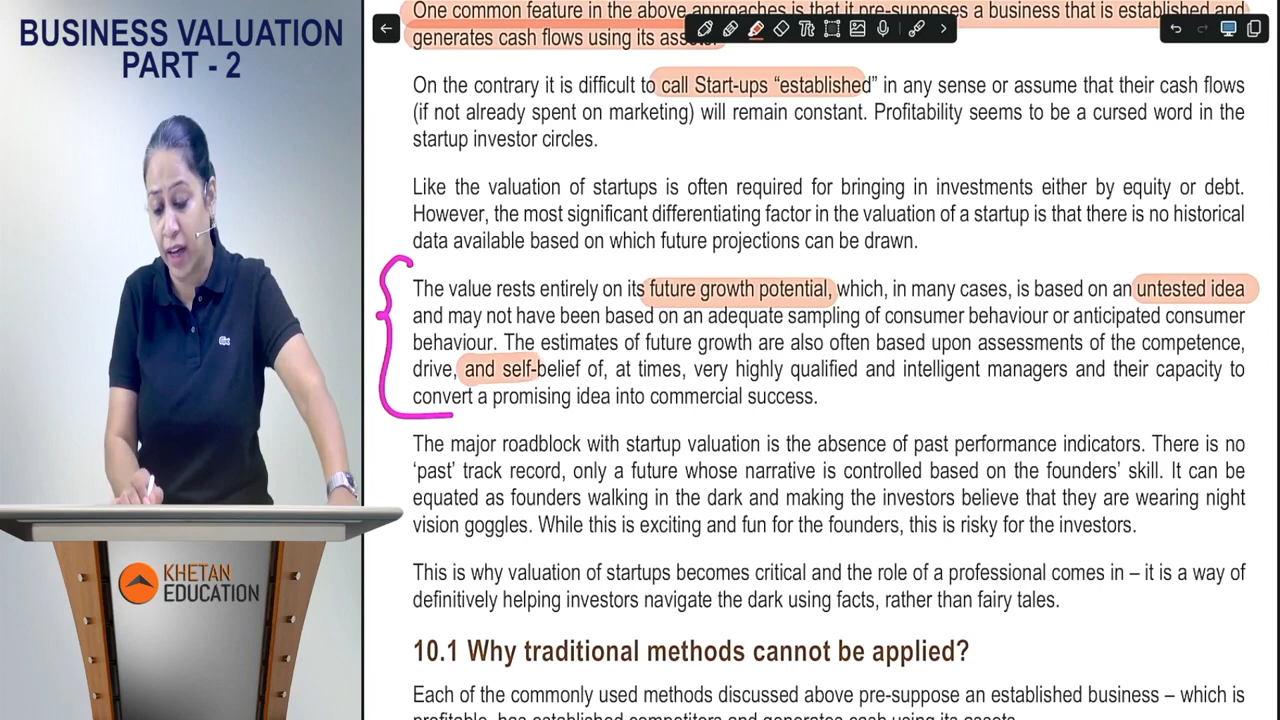 BUSINESS VALUATION
PART - 2
One common feature in the above approaches is that it pre-supposes a business that is established and
generates cash flows using its assets.
On the contrary it is difficult to call Start-ups “established” in any sense or assume that their cash flows
(if not already spent on marketing) will remain constant. Profitability seems to be a cursed word in the
startup investor circles.
Like the valuation of startups is often required for bringing in investments either by equity or debt.
However, the most significant differentiating factor in the valuation of a startup is that there is no historical
data available based on which future projections can be drawn.
The value rests entirely on its future growth potential, which, in many cases, is based on an untested idea
and may not have been based on an adequate sampling of consumer behaviour or anticipated consumer
behaviour. The estimates of future growth are also often based upon assessments of the competence,
drive, and self-belief of, at times, very highly qualified and intelligent managers and their capacity to
convert a promising idea into commercial success.
The major roadblock with startup valuation is the absence of past performance indicators. There is no
‘past’ track record, only a future whose narrative is controlled based on the founders’ skill. It can be
equated as founders walking in the dark and making the investors believe that they are wearing night
vision goggles. While this is exciting and fun for the founders, this is risky for the investors.
This is why valuation of startups becomes critical and the role of a professional comes in – it is a way of
definitively helping investors navigate the dark using facts, rather than fairy tales.
10.1 Why traditional methods cannot be applied?
Each of the commonly used methods discussed above pre-suppose an established business – which is
profitable, has established competitors and generates cash using its assets.
KHETAN
EDUCATION